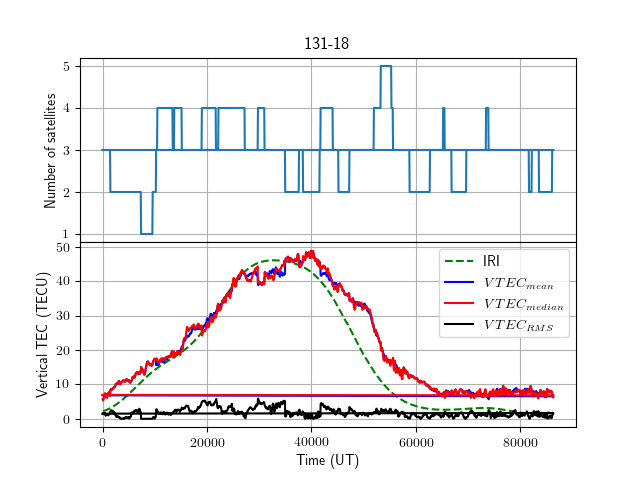 131-18
Number of satellites
5
4
3
2
1
Vertical TEC (TECU)
50
40
30
20
10
0
IRI
VTEC_mean
VTEC_median
VTEC_RMS
0 20000 40000 60000 80000
Time (UT)